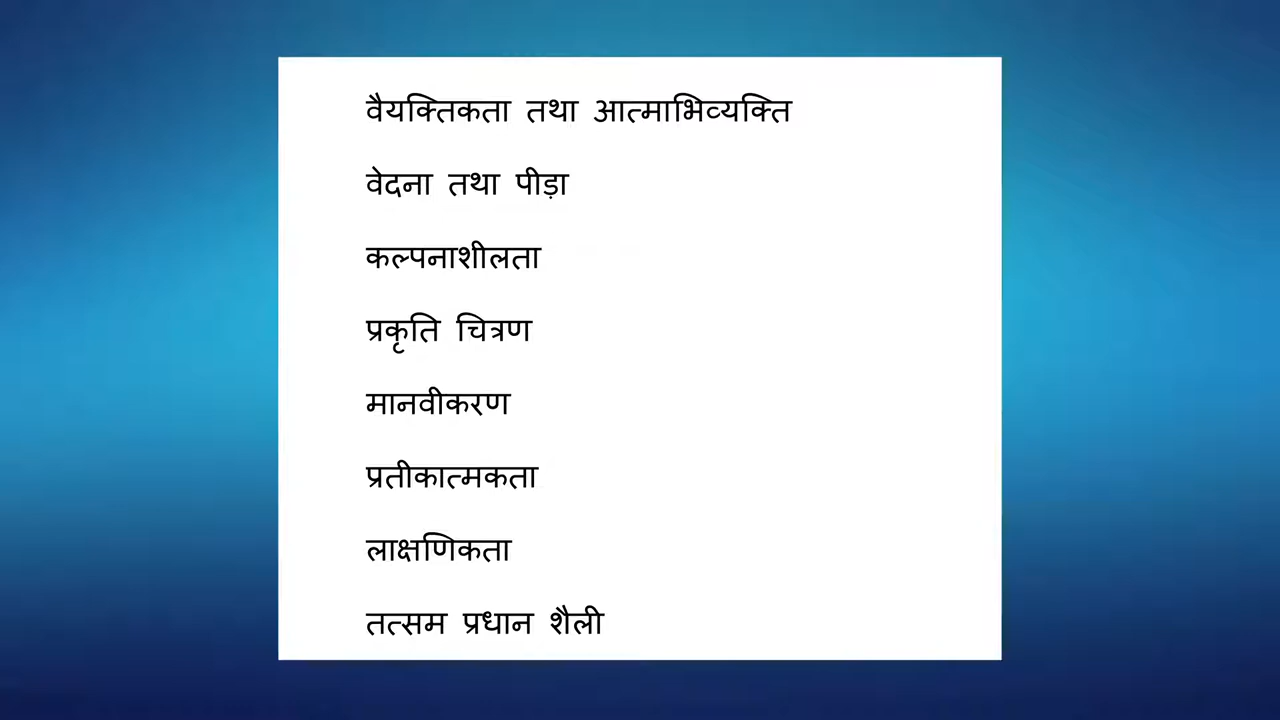 वैयक्तिकता तथा आत्माभिव्यक्ति
वेदना तथा पीड़ा
कल्पनाशीलता
प्रकृति चित्रण
मानवीकरण
प्रतीकात्मकता
लाक्षणिकता
तत्सम प्रधान शैली